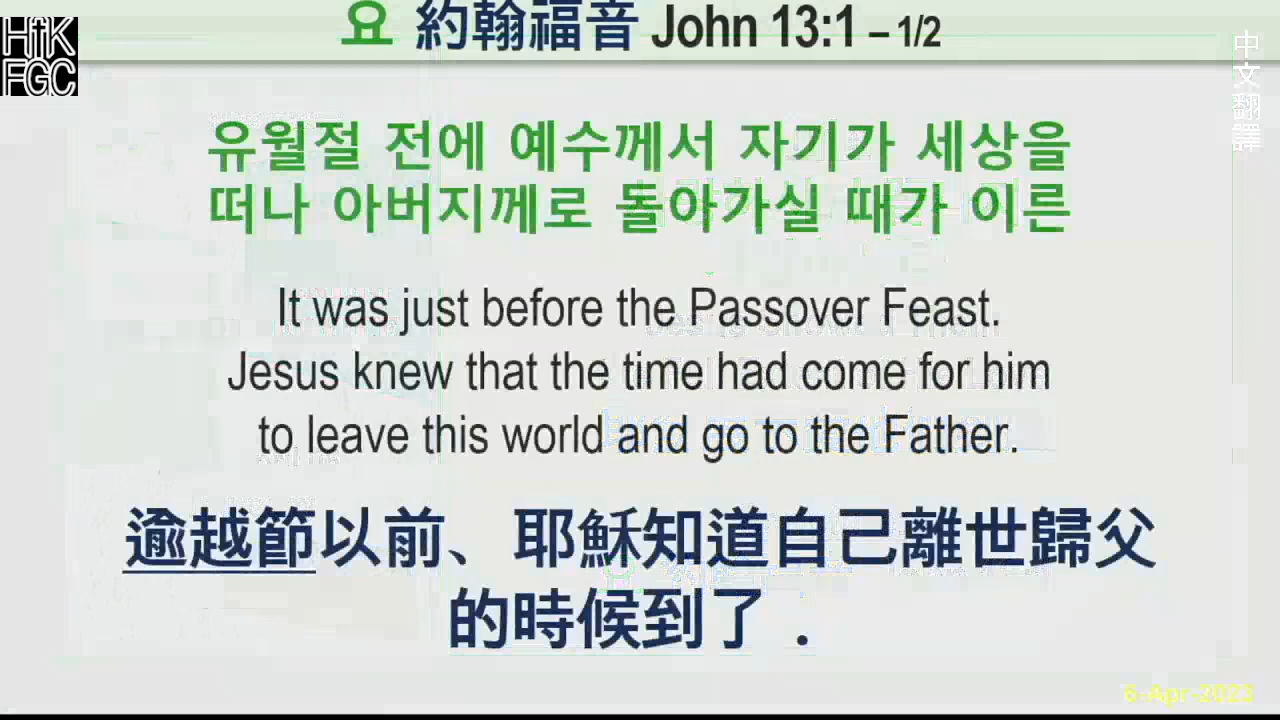 HfK
FGC
요 約翰福音 John 13:1 – 1/2
中文翻譯
유월절 전에 예수께서 자기가 세상을
떠나 아버지께로 돌아가실 때가 이른
It was just before the Passover Feast.
Jesus knew that the time had come for him
to leave this world and go to the Father.
逾越節以前、耶穌知道自己離世歸父
的時候到了．